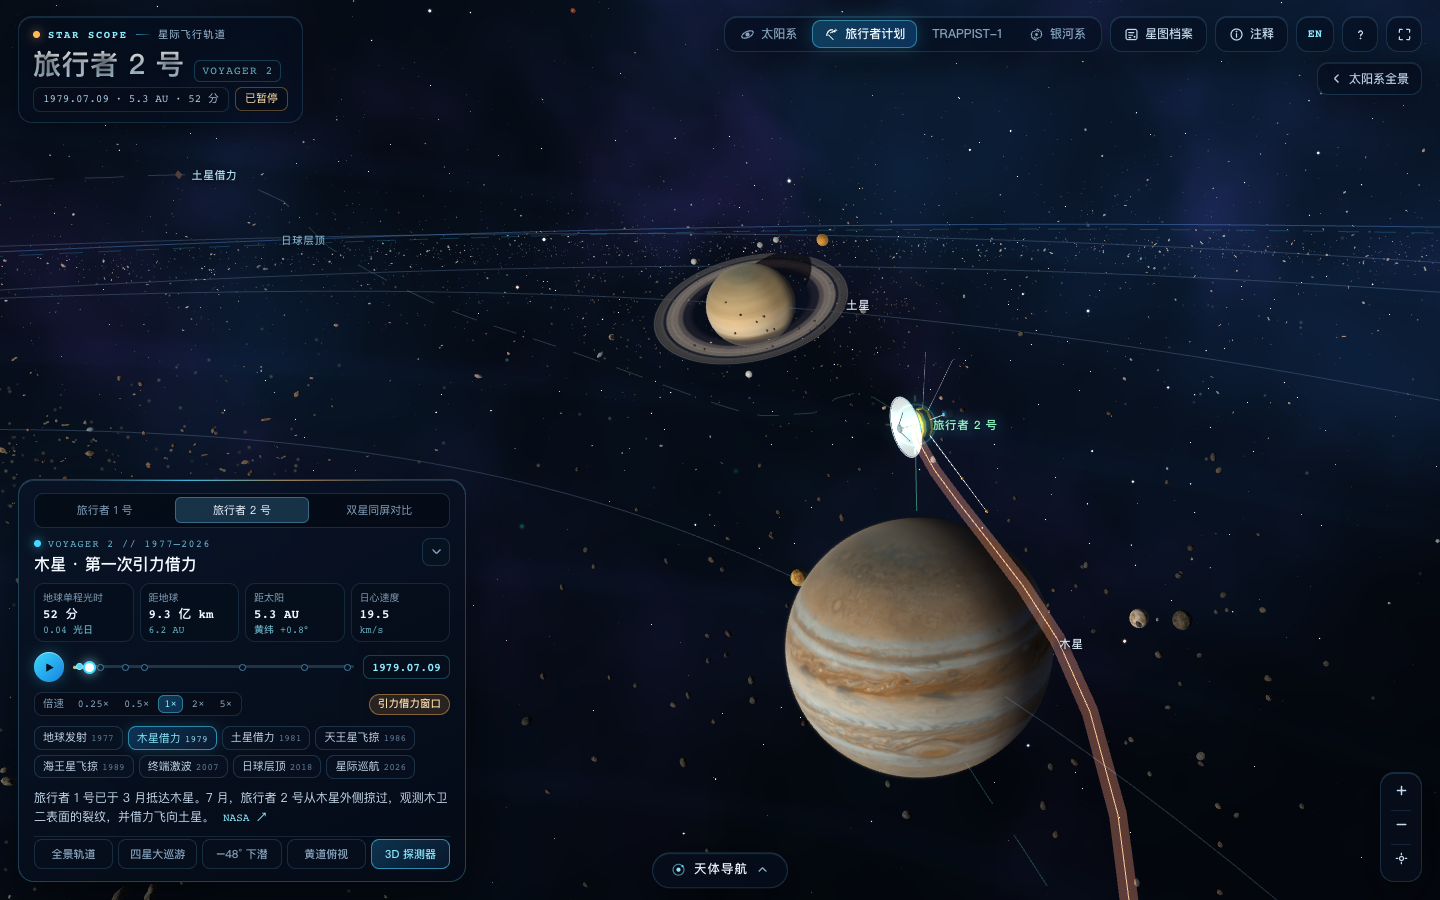 STAR SCOPE — 星际飞行轨道
旅行者 2 号 VOYAGER 2
1979.07.09 · 5.3 AU · 52 分 已暂停
太阳系 旅行者计划 TRAPPIST-1 银河系 星图档案 注释 EN ?
太阳系全景
土星借力
日球层顶
土星
旅行者 2 号
木星
旅行者 1 号 旅行者 2 号 双星同屏对比
VOYAGER 2 // 1977—2026
木星 · 第一次引力借力
地球单程光时 距地球 距太阳 日心速度
52 分 9.3 亿 km 5.3 AU 19.5
0.04 光日 6.2 AU 黄纬 +0.8° km/s
1979.07.09
倍速 0.25× 0.5× 1× 2× 5× 引力借力窗口
地球发射 1977 木星借力 1979 土星借力 1981 天王星飞掠 1986
海王星飞掠 1989 终端激波 2007 日球层顶 2018 星际巡航 2026
旅行者 1 号已于 3 月抵达木星。7 月，旅行者 2 号从木星外侧掠过，观测木卫
二表面的裂纹，并借力飞向土星。 NASA ↗
全景轨道 四星大巡游 −48° 下潜 黄道俯视 3D 探测器
天体导航
+
−